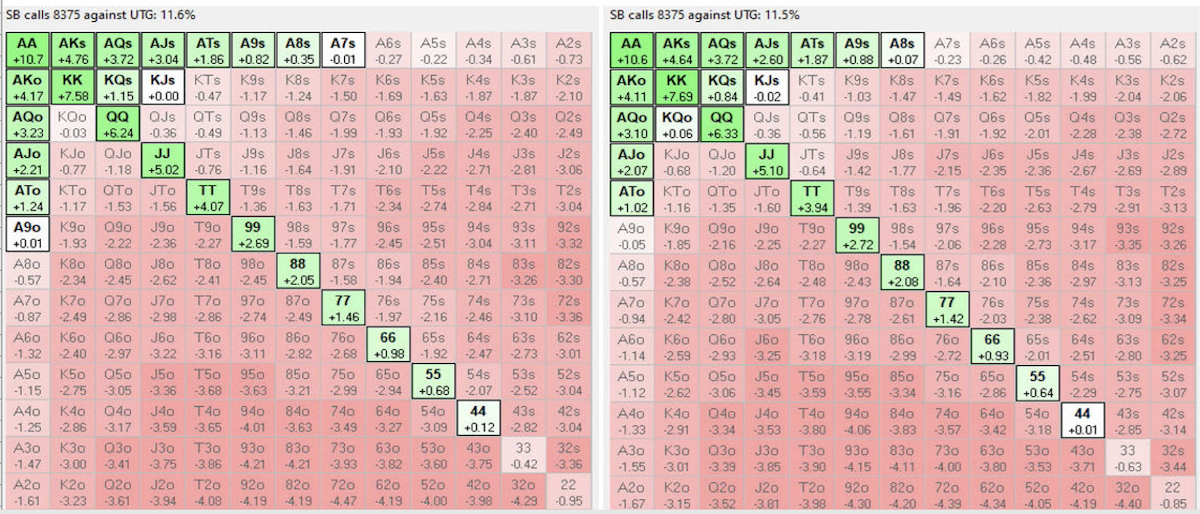 SB calls 8375 against UTG: 11.6%
AA AKs AQs AJs ATs A9s A8s A7s A6s A5s A4s A3s A2s
+10.7 +4.76 +3.72 +3.04 +1.86 +0.82 +0.35 -0.01 -0.27 -0.22 -0.34 -0.61 -0.73
AKo KK KQs KJs KTs K9s K8s K7s K6s K5s K4s K3s K2s
+4.17 +7.58 +1.15 +0.00 -0.47 -1.17 -1.24 -1.50 -1.69 -1.63 -1.87 -1.87 -2.10
AQo KQo QQ QJs QTs Q9s Q8s Q7s Q6s Q5s Q4s Q3s Q2s
+3.23 -0.03 +6.24 -0.36 -0.49 -1.13 -1.46 -1.99 -1.93 -1.92 -2.25 -2.40 -2.49
AJo KJo QJo JJ JTs J9s J8s J7s J6s J5s J4s J3s J2s
+2.21 -0.77 -1.18 +5.02 -0.76 -1.16 -1.64 -1.91 -2.10 -2.22 -2.71 -2.81 -3.06
ATo KTo QTo JTo TT T9s T8s T7s T6s T5s T4s T3s T2s
+1.24 -1.17 -1.53 -1.56 +4.07 -1.36 -1.63 -1.71 -2.34 -2.74 -2.84 -2.71 -3.04
A9o K9o Q9o J9o T9o 99 98s 97s 96s 95s 94s 93s 92s
+0.01 -1.93 -2.22 -2.36 -2.27 +2.69 -1.59 -1.77 -2.45 -2.51 -3.04 -3.11 -3.32
A8o K8o Q8o J8o T8o 98o 88 87s 86s 85s 84s 83s 82s
-0.57 -2.34 -2.45 -2.62 -2.41 -2.45 +2.05 -1.58 -1.94 -2.40 -2.71 -3.26 -3.30
A7o K7o Q7o J7o T7o 97o 87o 77 76s 75s 74s 73s 72s
-0.87 -2.49 -2.86 -2.98 -2.86 -2.74 -2.49 +1.46 -1.97 -2.16 -2.46 -3.10 -3.36
A6o K6o Q6o J6o T6o 96o 86o 76o 66 65s 64s 63s 62s
-1.32 -2.40 -2.97 -3.22 -3.16 -3.11 -2.82 -2.68 +0.98 -1.92 -2.47 -2.73 -3.01
A5o K5o Q5o J5o T5o 95o 85o 75o 65o 55 54s 53s 52s
-1.15 -2.75 -3.05 -3.36 -3.68 -3.63 -3.21 -2.99 -2.94 +0.68 -2.07 -2.52 -3.04
A4o K4o Q4o J4o T4o 94o 84o 74o 64o 54o 44 43s 42s
-1.25 -2.86 -3.17 -3.59 -3.65 -4.01 -3.63 -3.49 -3.27 -3.09 +0.12 -2.82 -3.04
A3o K3o Q3o J3o T3o 93o 83o 73o 63o 53o 43o 33 32s
-1.47 -3.00 -3.41 -3.75 -3.86 -4.21 -4.21 -3.93 -3.82 -3.60 -3.75 -0.42 -3.36
A2o K2o Q2o J2o T2o 92o 82o 72o 62o 52o 42o 32o 22
-1.61 -3.23 -3.61 -3.94 -4.08 -4.19 -4.19 -4.47 -4.19 -4.00 -3.98 -4.29 -0.95
SB calls 8375 against UTG: 11.5%
AA AKs AQs AJs ATs A9s A8s A7s A6s A5s A4s A3s A2s
+10.6 +4.64 +3.72 +2.60 +1.87 +0.88 +0.07 -0.23 -0.26 -0.42 -0.48 -0.56 -0.62
AKo KK KQs KJs KTs K9s K8s K7s K6s K5s K4s K3s K2s
+4.11 +7.69 +0.84 -0.02 -0.41 -1.03 -1.47 -1.49 -1.62 -1.82 -1.99 -2.04 -2.06
AQo KQo QQ QJs QTs Q9s Q8s Q7s Q6s Q5s Q4s Q3s Q2s
+3.10 +0.06 +6.33 -0.36 -0.56 -1.19 -1.61 -1.91 -1.92 -2.01 -2.28 -2.38 -2.72
AJo KJo QJo JJ JTs J9s J8s J7s J6s J5s J4s J3s J2s
+2.07 -0.68 -1.20 +5.10 -0.64 -1.42 -1.77 -2.15 -2.35 -2.36 -2.67 -2.69 -2.89
ATo KTo QTo JTo TT T9s T8s T7s T6s T5s T4s T3s T2s
+1.02 -1.16 -1.35 -1.60 +3.94 -1.39 -1.63 -1.96 -2.20 -2.63 -2.79 -2.91 -3.13
A9o K9o Q9o J9o T9o 99 98s 97s 96s 95s 94s 93s 92s
-0.05 -1.85 -2.16 -2.25 -2.27 +2.72 -1.54 -2.06 -2.28 -2.73 -3.17 -3.35 -3.26
A8o K8o Q8o J8o T8o 98o 88 87s 86s 85s 84s 83s 82s
-0.57 -2.38 -2.52 -2.64 -2.48 -2.43 +2.08 -1.64 -2.10 -2.36 -2.97 -3.13 -3.25
A7o K7o Q7o J7o T7o 97o 87o 77 76s 75s 74s 73s 72s
-0.94 -2.42 -2.80 -3.05 -2.76 -2.78 -2.61 +1.42 -2.03 -2.38 -2.62 -3.09 -3.34
A6o K6o Q6o J6o T6o 96o 86o 76o 66 65s 64s 63s 62s
-1.14 -2.59 -2.93 -3.25 -3.18 -3.19 -2.99 -2.72 +0.93 -2.01 -2.51 -2.80 -3.25
A5o K5o Q5o J5o T5o 95o 85o 75o 65o 55 54s 53s 52s
-1.12 -2.62 -3.06 -3.45 -3.59 -3.55 -3.34 -3.16 -2.86 +0.64 -2.29 -2.75 -3.07
A4o K4o Q4o J4o T4o 94o 84o 74o 64o 54o 44 43s 42s
-1.33 -2.91 -3.34 -3.53 -3.80 -4.06 -3.83 -3.57 -3.42 -3.18 +0.01 -2.85 -3.14
A3o K3o Q3o J3o T3o 93o 83o 73o 63o 53o 43o 33 32s
-1.55 -3.01 -3.39 -3.85 -3.90 -4.15 -4.11 -4.00 -3.80 -3.53 -3.71 -0.63 -3.44
A2o K2o Q2o J2o T2o 92o 82o 72o 62o 52o 42o 32o 22
-1.67 -3.15 -3.52 -3.81 -3.98 -4.30 -4.20 -4.39 -4.34 -4.05 -4.19 -4.40 -0.85